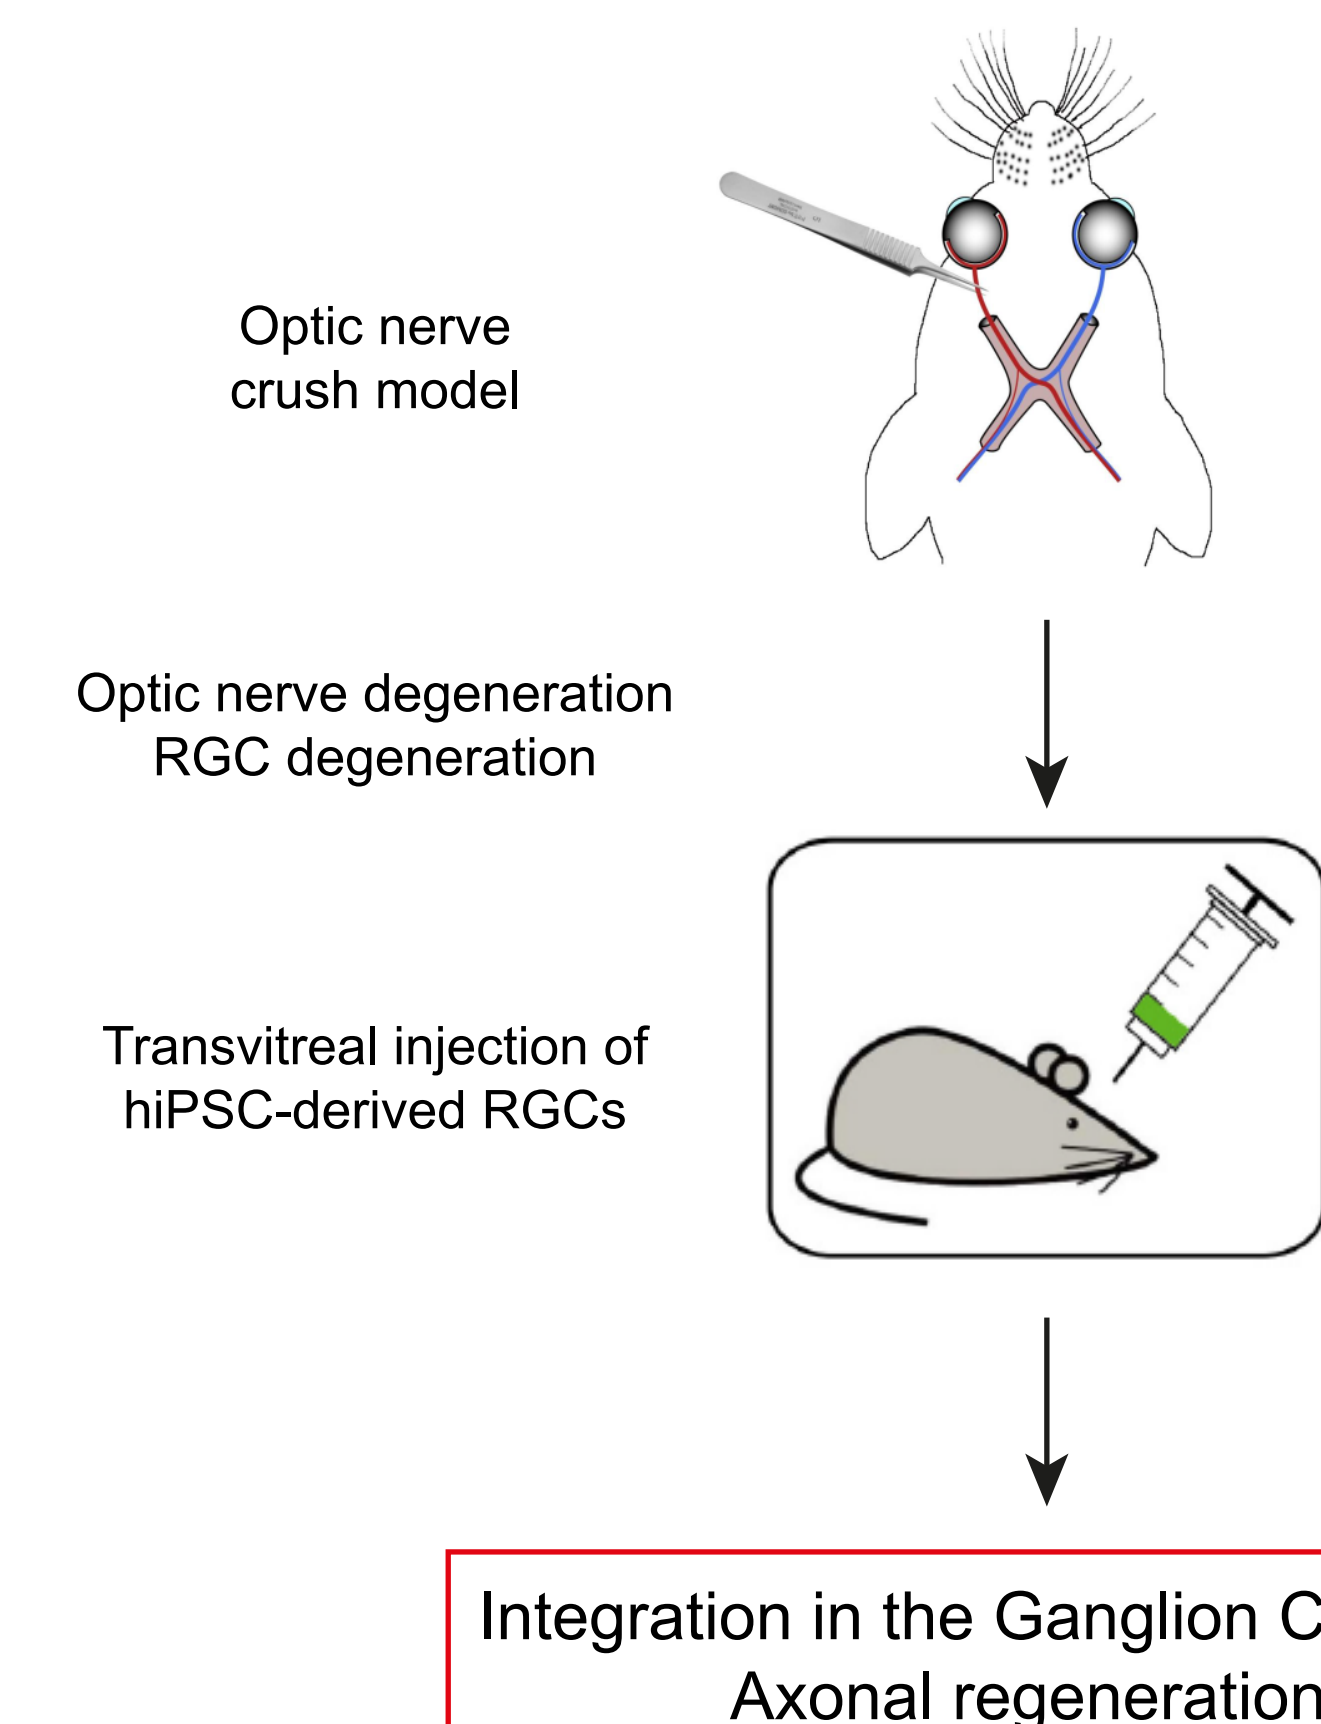 Optic nerve
crush model
Optic nerve degeneration
RGC degeneration
Transvitreal injection of
hiPSC-derived RGCs
Integration in the Ganglion C
Axonal regeneration